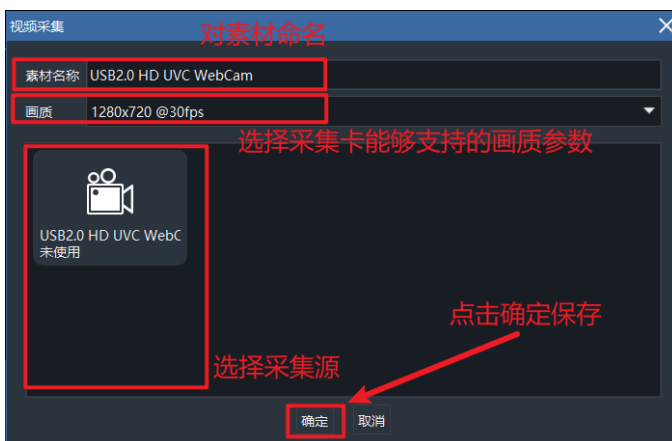 视频采集
对素材命名
素材名称 USB2.0 HD UVC WebCam
画质 1280x720 @30fps
选择采集卡能够支持的画质参数
USB2.0 HD UVC WebC
未使用
点击确定保存
选择采集源
确定 取消